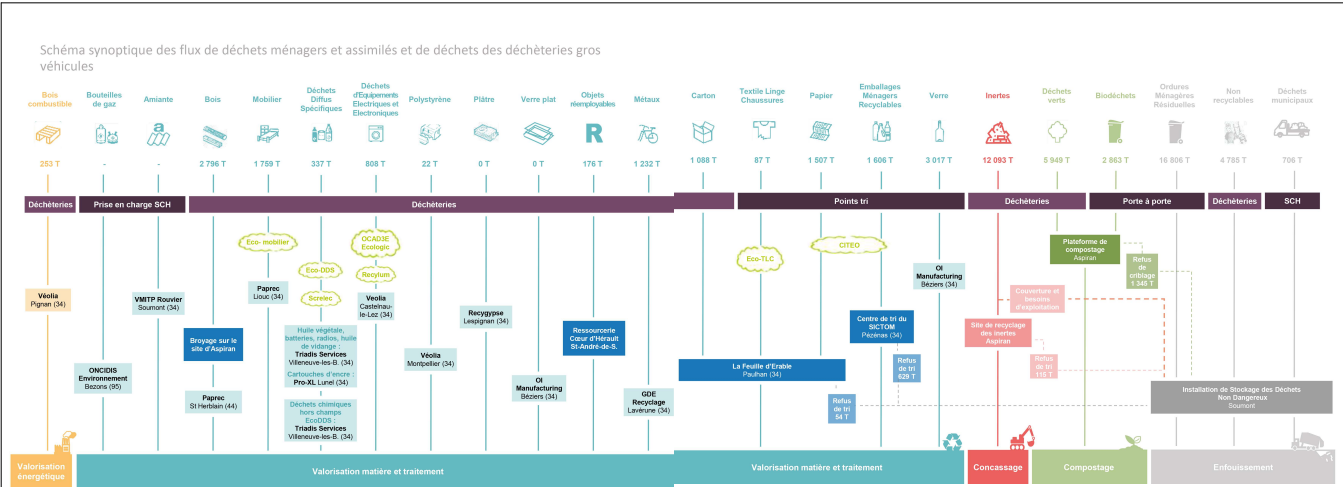 Schéma synoptique des flux de déchets ménagers et assimilés et de déchets des déchèteries gros
véhicules
Bois
combustible
Bouteilles
de gaz
Amiante
Bois
Mobilier
Déchets
Diffus
Spécifiques
Déchets
d'Equipements
Electriques et
Electroniques
Polystyrène
Plâtre
Verre plat
Objets
réemployables
Métaux
Carton
Textile Linge
Chaussures
Papier
Emballages
Ménagers
Recyclables
Verre
Inertes
Déchets
verts
Biodéchets
Ordures
Ménagères
Résiduelles
Non
recyclables
Déchets
municipaux
a
R
253 T
-
-
2 796 T
1 759 T
337 T
808 T
22 T
0 T
0 T
176 T
1 232 T
1 088 T
87 T
1 507 T
1 606 T
3 017 T
12 093 T
5 949 T
2 863 T
16 806 T
4 785 T
706 T
Déchèteries
Prise en charge SCH
Déchèteries
Points tri
Déchèteries
Porte à porte
Déchèteries
SCH
Véolia
Pignan (34)
ONCIDIS
Environnement
Bezons (95)
VMITP Rouvier
Soumont (34)
Broyage sur le
site d'Aspiran
Paprec
St Herblain (44)
Eco- mobilier
Paprec
Liouc (34)
Eco-DDS
Screlec
Huile végétale,
batteries, radios, huile
de vidange :
Triadis Services
Villeneuve-les-B. (34)
Cartouches d'encre :
Pro-XL Lunel (34)
Déchets chimiques
hors champs
EcoDDS :
Triadis Services
Villeneuve-les-B. (34)
OCAD3E
Ecologic
Recylum
Veolia
Castelnau-
le-Lez (34)
Véolia
Montpellier (34)
Recygypse
Lespignan (34)
OI
Manufacturing
Béziers (34)
Ressourcerie
Cœur d'Hérault
St-André-de-S.
GDE
Recyclage
Lavérune (34)
La Feuille d'Erable
Paulhan (34)
Eco-TLC
CITEO
Refus
de tri
54 T
Centre de tri du
SICTOM
Pézénas (34)
Refus
de tri
629 T
OI
Manufacturing
Béziers (34)
Couverture et
besoins
d'exploitation
Site de recyclage
des inertes
Aspiran
Refus
de tri
115 T
Plateforme de
compostage
Aspiran
Refus
de
criblage
1 345 T
Installation de Stockage des Déchets
Non Dangereux
Soumont
Valorisation
énergétique
Valorisation matière et traitement
Valorisation matière et traitement
Concassage
Compostage
Enfouissement